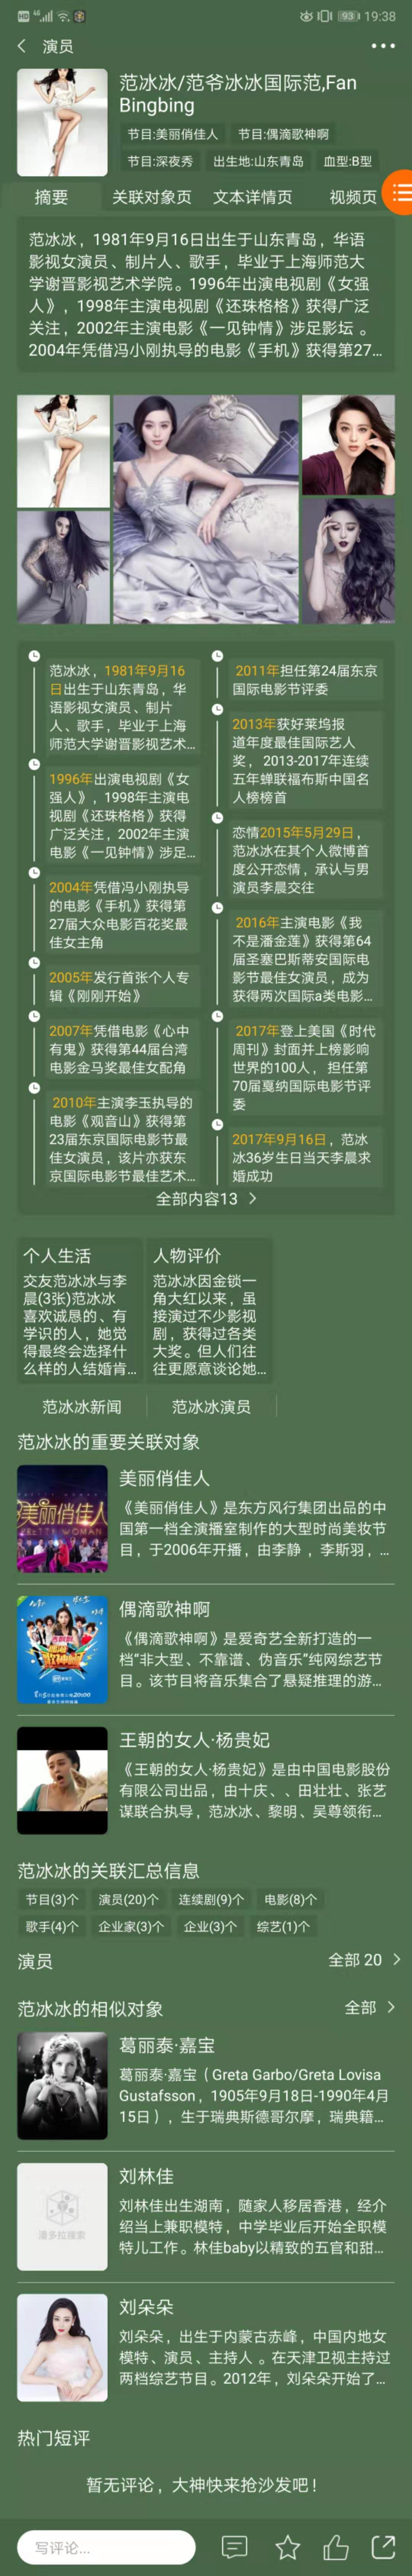 HD 46 93 19:38
演员
范冰冰/范爷冰冰国际范,Fan
Bingbing
节目:美丽俏佳人 节目:偶滴歌神啊
节目:深夜秀 出生地:山东青岛 血型:B型
摘要 关联对象页 文本详情页 视频页
范冰冰，1981年9月16日出生于山东青岛，华语
影视女演员、制片人、歌手，毕业于上海师范大
学谢晋影视艺术学院。1996年出演电视剧《女强
人》，1998年主演电视剧《还珠格格》获得广泛
关注，2002年主演电影《一见钟情》涉足影坛 。
2004年凭借冯小刚执导的电影《手机》获得第27...
范冰冰，1981年9月16
日出生于山东青岛，华
语影视女演员、制片
人、歌手，毕业于上海
师范大学谢晋影视艺术...
1996年出演电视剧《女
强人》，1998年主演电
视剧《还珠格格》获得
广泛关注，2002年主演
电影《一见钟情》涉足...
2004年凭借冯小刚执导
的电影《手机》获得第
27届大众电影百花奖最
佳女主角
2005年发行首张个人专
辑《刚刚开始》
2007年凭借电影《心中
有鬼》获得第44届台湾
电影金马奖最佳女配角
2010年主演李玉执导的
电影《观音山》获得第
23届东京国际电影节最
佳女演员，该片亦获东
京国际电影节最佳艺术...
2011年担任第24届东京
国际电影节评委
2013年获好莱坞报
道年度最佳国际艺人
奖， 2013-2017年连续
五年蝉联福布斯中国名
人榜榜首
恋情2015年5月29日，
范冰冰在其个人微博首
度公开恋情，承认与男
演员李晨交往
2016年主演电影《我
不是潘金莲》获得第64
届圣塞巴斯蒂安国际电
影节最佳女演员，成为
获得两次国际a类电影...
2017年登上美国《时代
周刊》封面并上榜影响
世界的100人，担任第
70届戛纳国际电影节评
委
2017年9月16日，范冰
冰36岁生日当天李晨求
婚成功
全部内容13
个人生活
交友范冰冰与李
晨(3张)范冰冰
喜欢诚恳的、有
学识的人，她觉
得最终会选择什
么样的人结婚肯...
人物评价
范冰冰因金锁一
角大红以来，虽
接演过不少影视
剧，获得过各类
大奖。但人们往
往更愿意谈论她...
范冰冰新闻 范冰冰演员
范冰冰的重要关联对象
美丽俏佳人
PRETTY WOMAN
美丽俏佳人
《美丽俏佳人》是东方风行集团出品的中
国第一档全演播室制作的大型时尚美妆节
目，于2006年开播，由李静 ，李斯羽，...
偶滴歌神啊
《偶滴歌神啊》是爱奇艺全新打造的一
档“非大型、不靠谱、伪音乐”纯网综艺节
目。该节目将音乐集合了悬疑推理的游...
王朝的女人·杨贵妃
《王朝的女人·杨贵妃》是由中国电影股份
有限公司出品，由十庆、、田壮壮、张艺
谋联合执导，范冰冰、黎明、吴尊领衔...
范冰冰的关联汇总信息
节目(3)个 演员(20)个 连续剧(9)个 电影(8)个
歌手(4)个 企业家(3)个 企业(3)个 综艺(1)个
演员 全部 20
范冰冰的相似对象 全部
葛丽泰·嘉宝
葛丽泰·嘉宝（Greta Garbo/Greta Lovisa
Gustafsson，1905年9月18日-1990年4月
15日），生于瑞典斯德哥尔摩，瑞典籍...
潘多拉搜索
刘林佳
刘林佳出生湖南，随家人移居香港，经介
绍当上兼职模特，中学毕业后开始全职模
特儿工作。林佳baby以精致的五官和甜...
刘朵朵
刘朵朵，出生于内蒙古赤峰，中国内地女
模特、演员、主持人 。在天津卫视主持过
两档综艺节目。2012年，刘朵朵开始了...
热门短评
暂无评论，大神快来抢沙发吧！
写评论...